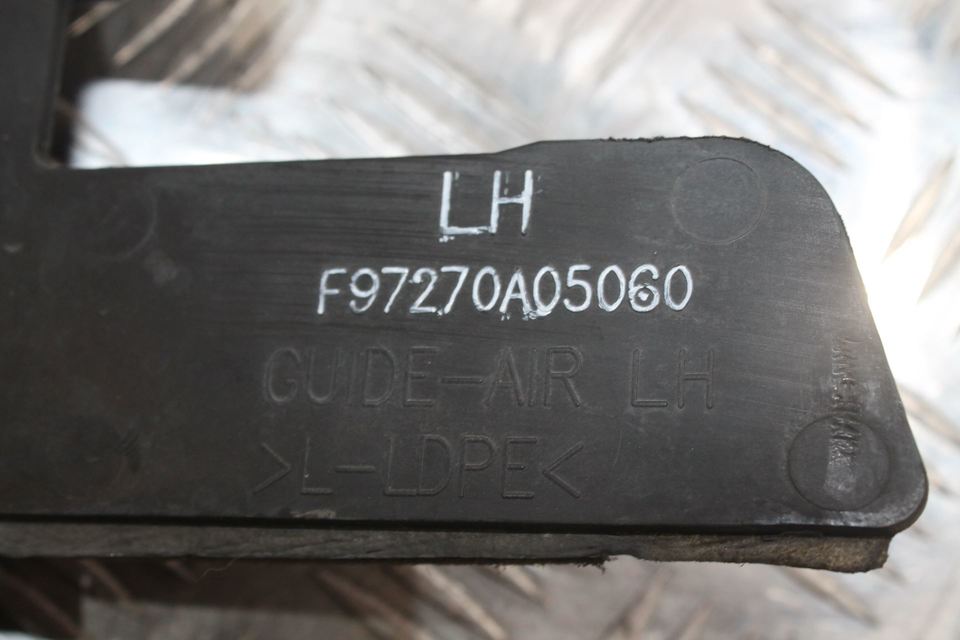 LH
F97270A05060
GUIDE-AIR LH
>L-LDPE<